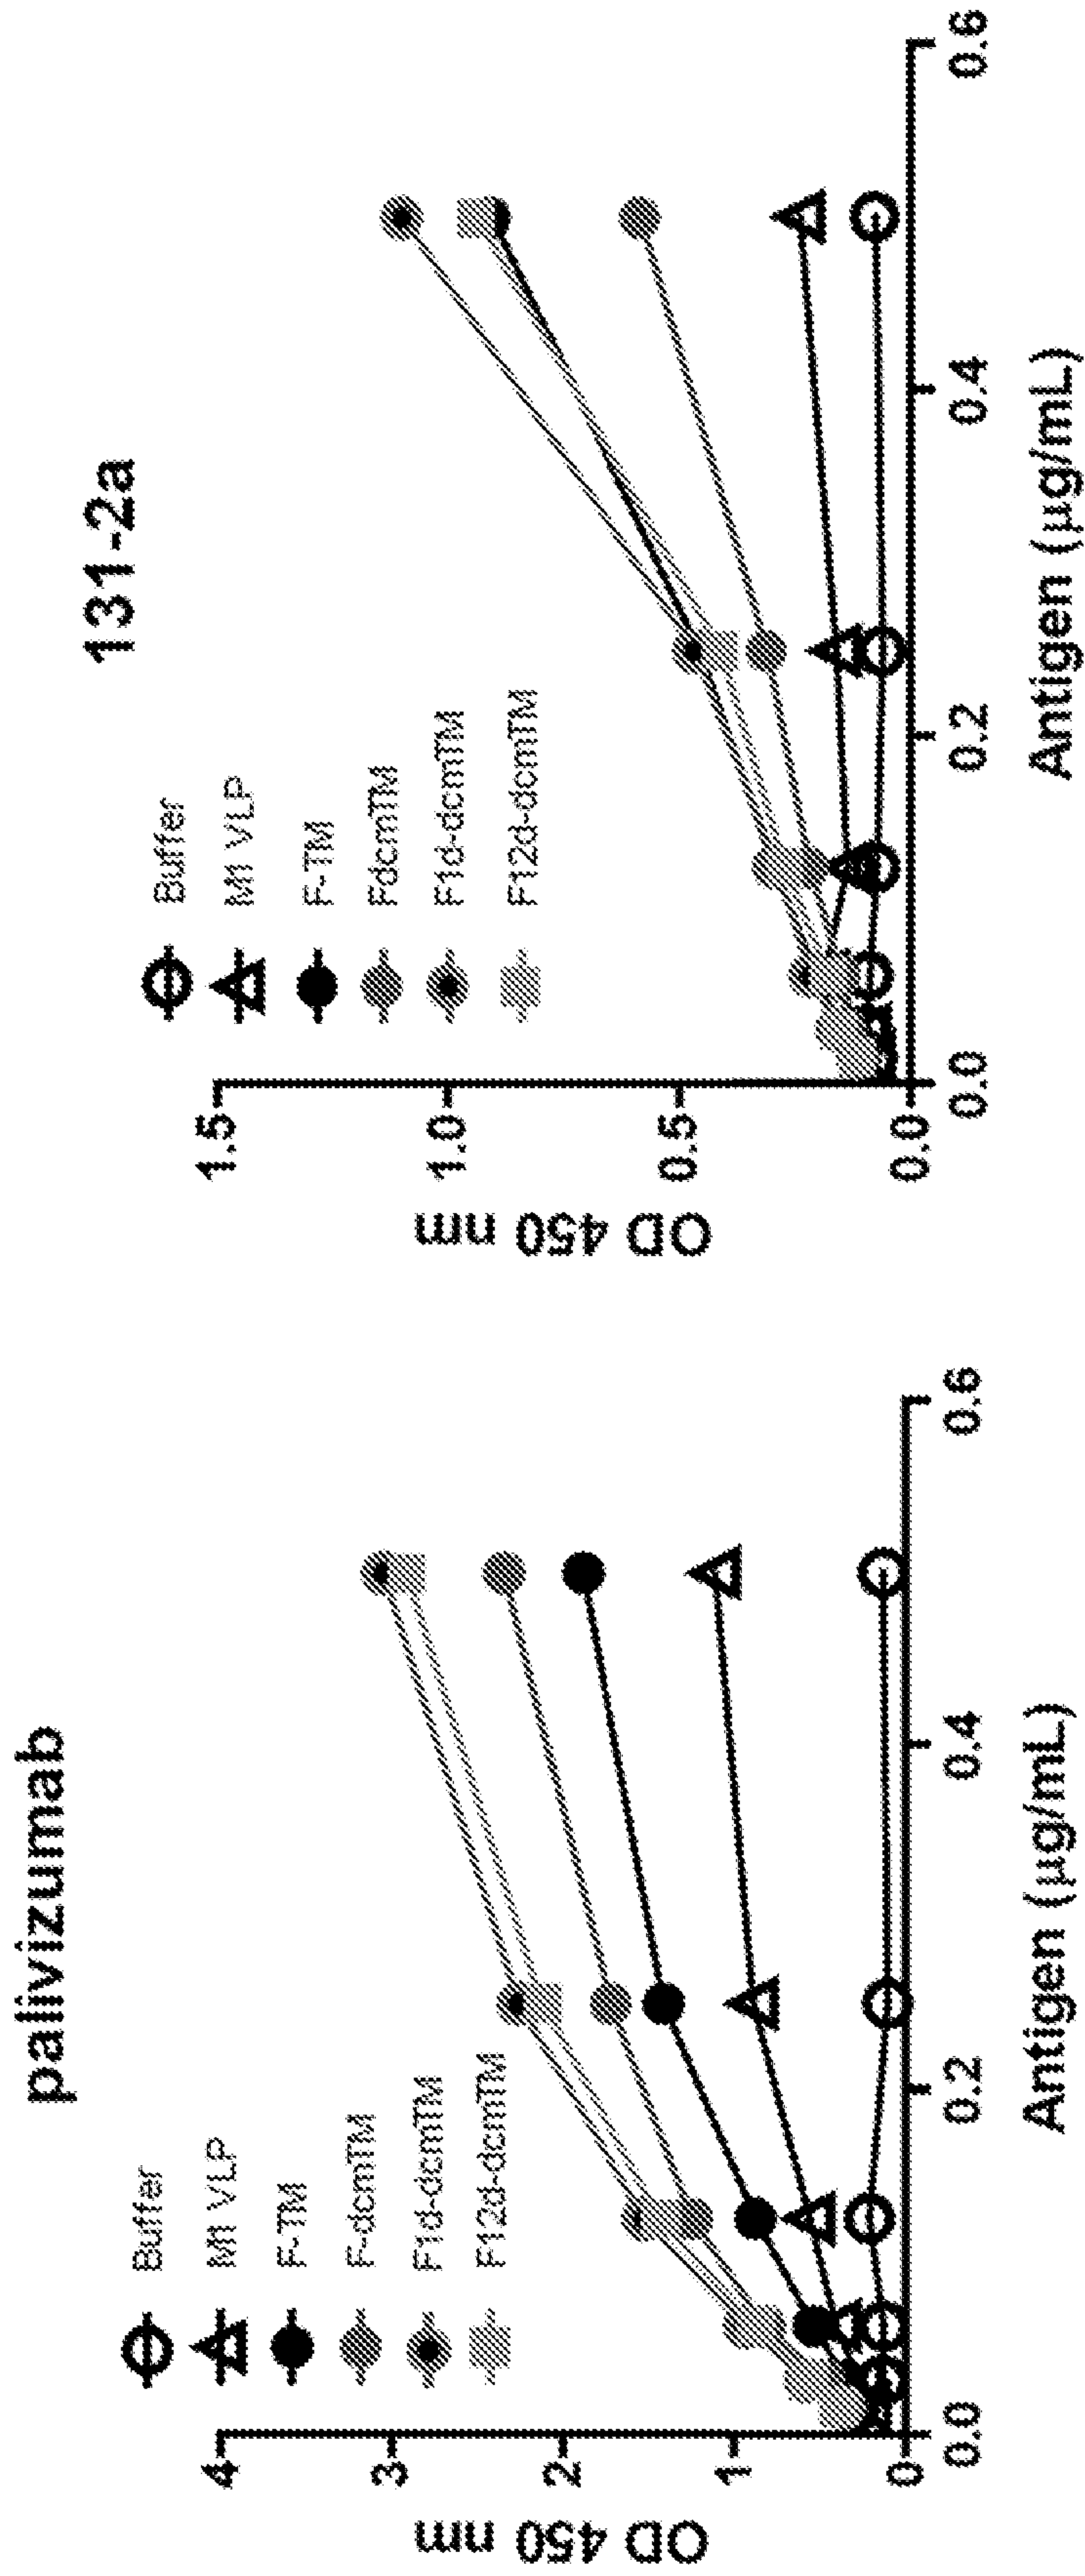 palivizumab
Buffer
M1 VLP
F-TM
F-dcmTM
F1d-dcmTM
F12d-dcmTM
OD 450 nm
4
3
2
1
0
0.0
0.2
0.4
0.6
Antigen (µg/mL)
131-2a
Buffer
M1 VLP
F-TM
FdcmTM
F1d-dcmTM
F12d-dcmTM
OD 450 nm
1.5
1.0
0.5
0.0
0.0
0.2
0.4
0.6
Antigen (µg/mL)